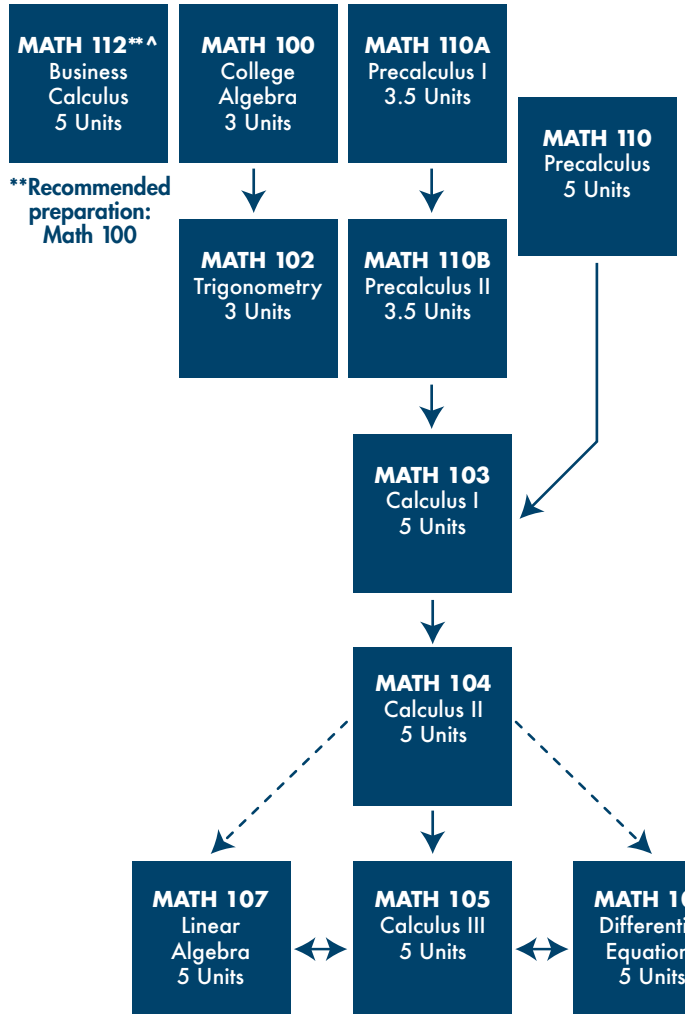 MATH 112**^
Business
Calculus
5 Units
MATH 100
College
Algebra
3 Units
MATH 110A
Precalculus I
3.5 Units
MATH 110
Precalculus
5 Units
**Recommended
preparation:
Math 100
MATH 102
Trigonometry
3 Units
MATH 110B
Precalculus II
3.5 Units
MATH 103
Calculus I
5 Units
MATH 104
Calculus II
5 Units
MATH 107
Linear
Algebra
5 Units
MATH 105
Calculus III
5 Units
MATH
5 Units